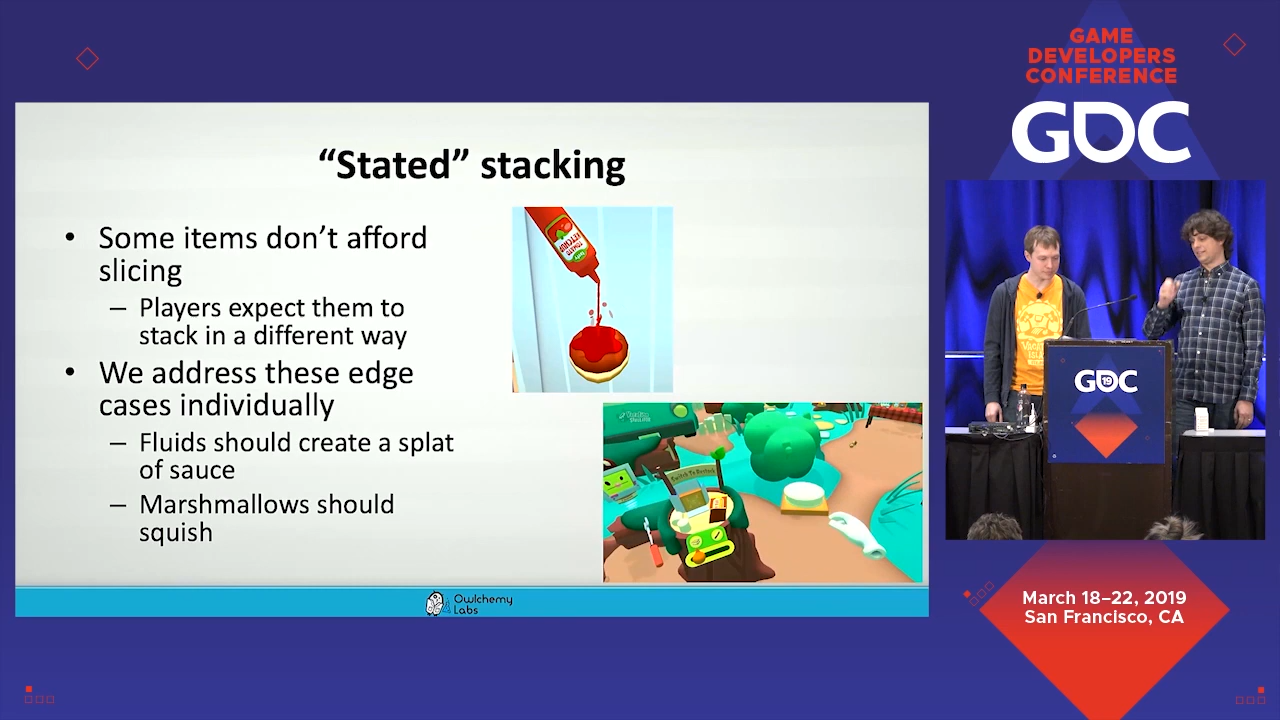 GAME
DEVELOPERS
CONFERENCE
GDC
“Stated” stacking
• Some items don’t afford
slicing
– Players expect them to
stack in a different way
• We address these edge
cases individually
– Fluids should create a splat
of sauce
– Marshmallows should
squish
KETCHUP
Owlchemy
Labs
GDC
19
March 18–22, 2019
San Francisco, CA